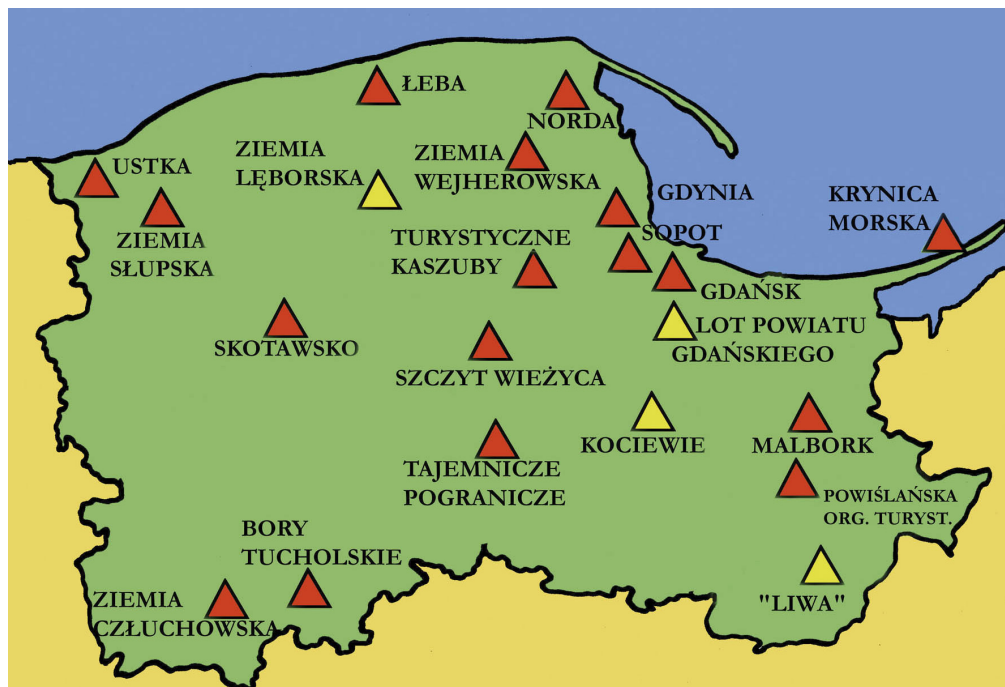 ŁEBA
NORDA
ZIEMIA
LĘBORSKA
ZIEMIA
WEJHEROWSKA
USTKA
ZIEMIA
SŁUPSKA
GDYNIA
SOPOT
KRYNICA
MORSKA
TURYSTYCZNE
KASZUBY
GDAŃSK
LOT POWIATU
GDAŃSKIEGO
SKOTAWSKO
SZCZYT WIEŻYCA
KOCIEWIE
MALBORK
TAJEMNICZE
POGRANICZE
POWIŚLAŃSKA
ORG. TURYST.
BORY
TUCHOLSKIE
ZIEMIA
CZŁUCHOWSKA
"LIWA"